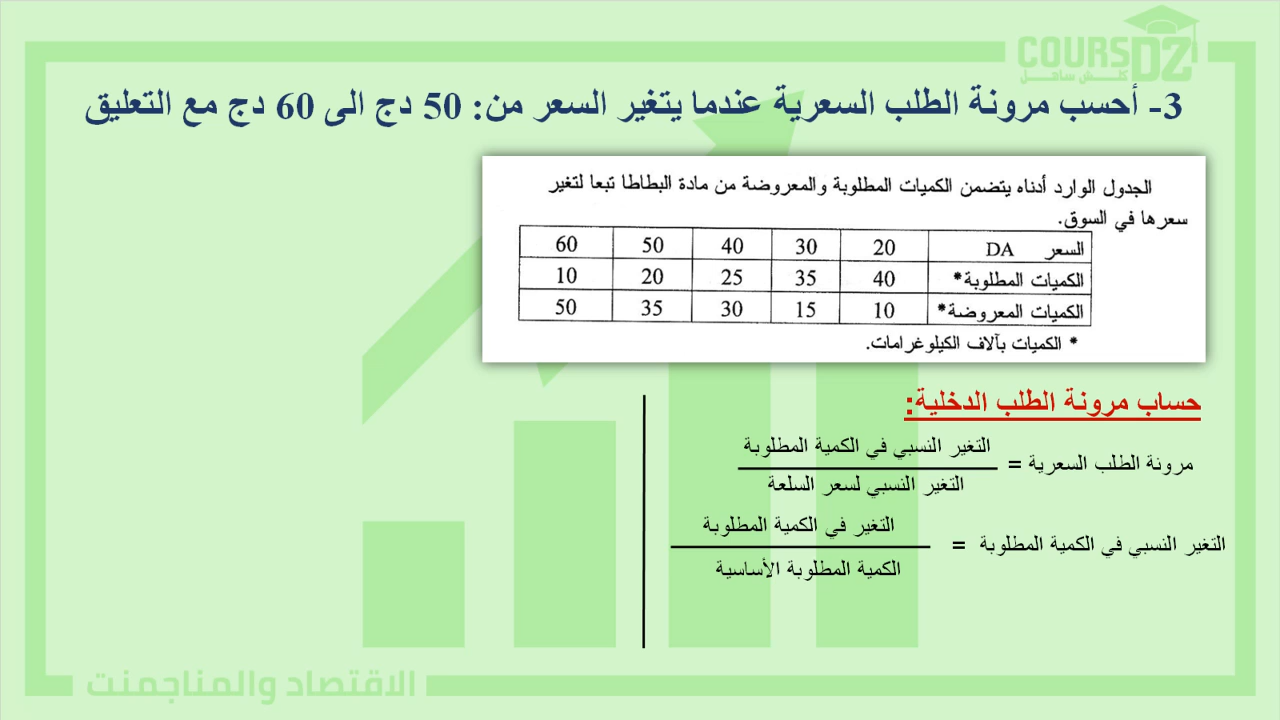 COURSDZ
كلش ساهل
3- أحسب مرونة الطلب السعرية عندما يتغير السعر من: 50 دج الى 60 دج مع التعليق
الجدول الوارد أدناه يتضمن الكميات المطلوبة والمعروضة من مادة البطاطا تبعا لتغير
سعرها في السوق.
السعر DA 20 30 40 50 60
الكميات المطلوبة* 40 35 25 20 10
الكميات المعروضة* 10 15 30 35 50
* الكميات بآلاف الكيلوغرامات.
حساب مرونة الطلب الدخلية:
التغير النسبي في الكمية المطلوبة
مرونة الطلب السعرية =
التغير النسبي لسعر السلعة
التغير في الكمية المطلوبة
التغير النسبي في الكمية المطلوبة =
الكمية المطلوبة الأساسية
الاقتصاد والمناجمنت